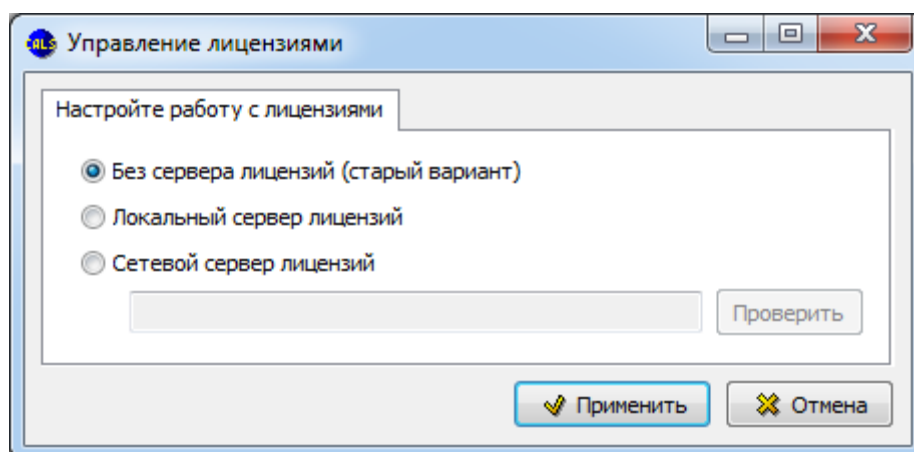 ALS Управление лицензиями
Настройте работу с лицензиями
Без сервера лицензий (старый вариант)
Локальный сервер лицензий
Сетевой сервер лицензий
Проверить
Применить Отмена